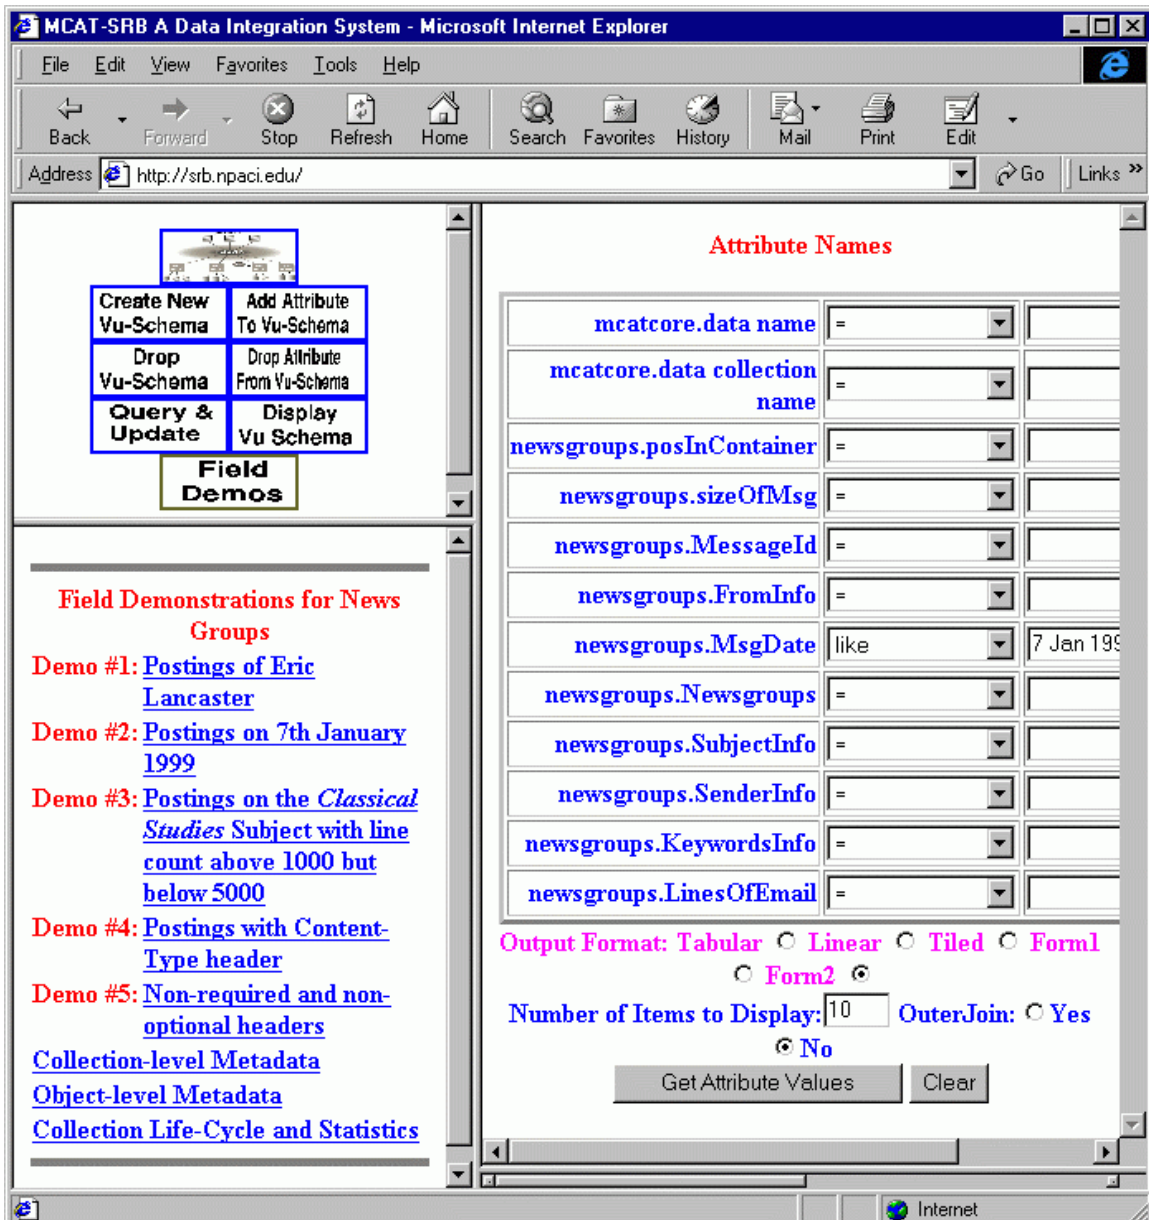 MCAT-SRB A Data Integration System - Microsoft Internet Explorer
File Edit View Favorites Tools Help
Back Forward Stop Refresh Home Search Favorites History Mail Print Edit
Address http://srb.npaci.edu/ Go Links »
Create New
Vu-Schema
Add Attribute
To Vu-Schema
Drop
Vu-Schema
Drop Attribute
From Vu-Schema
Query &
Update
Display
Vu Schema
Field
Demos
Field Demonstrations for News
Groups
Demo #1: Postings of Eric
Lancaster
Demo #2: Postings on 7th January
1999
Demo #3: Postings on the Classical
Studies Subject with line
count above 1000 but
below 5000
Demo #4: Postings with Content-
Type header
Demo #5: Non-required and non-
optional headers
Collection-level Metadata
Object-level Metadata
Collection Life-Cycle and Statistics
Attribute Names
mcatcore.data name =
mcatcore.data collection
name =
newsgroups.posInContainer =
newsgroups.sizeOfMsg =
newsgroups.MessageId =
newsgroups.FromInfo =
newsgroups.MsgDate like 7 Jan 199
newsgroups.Newsgroups =
newsgroups.SubjectInfo =
newsgroups.SenderInfo =
newsgroups.KeywordsInfo =
newsgroups.LinesOfEmail =
Output Format: Tabular Linear Tiled Form1
Form2
Number of Items to Display: 10 OuterJoin: Yes
No
Get Attribute Values Clear
Internet